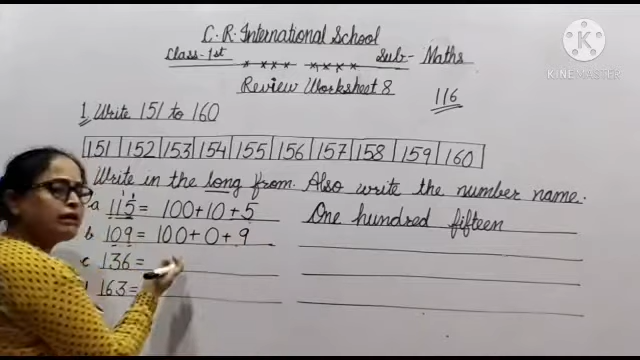 C.R. International School
Class-1st ×××× ×××× Sub- Maths
Review Worksheet 8
116
1. Write 151 to 160
151 152 153 154 155 156 157 158 159 160
Write in the long from. Also write the number name.
a 115 = 100+10+5 One hundred fifteen
b 109 = 100+0+9
c 136 =
163 =
KINEMASTER